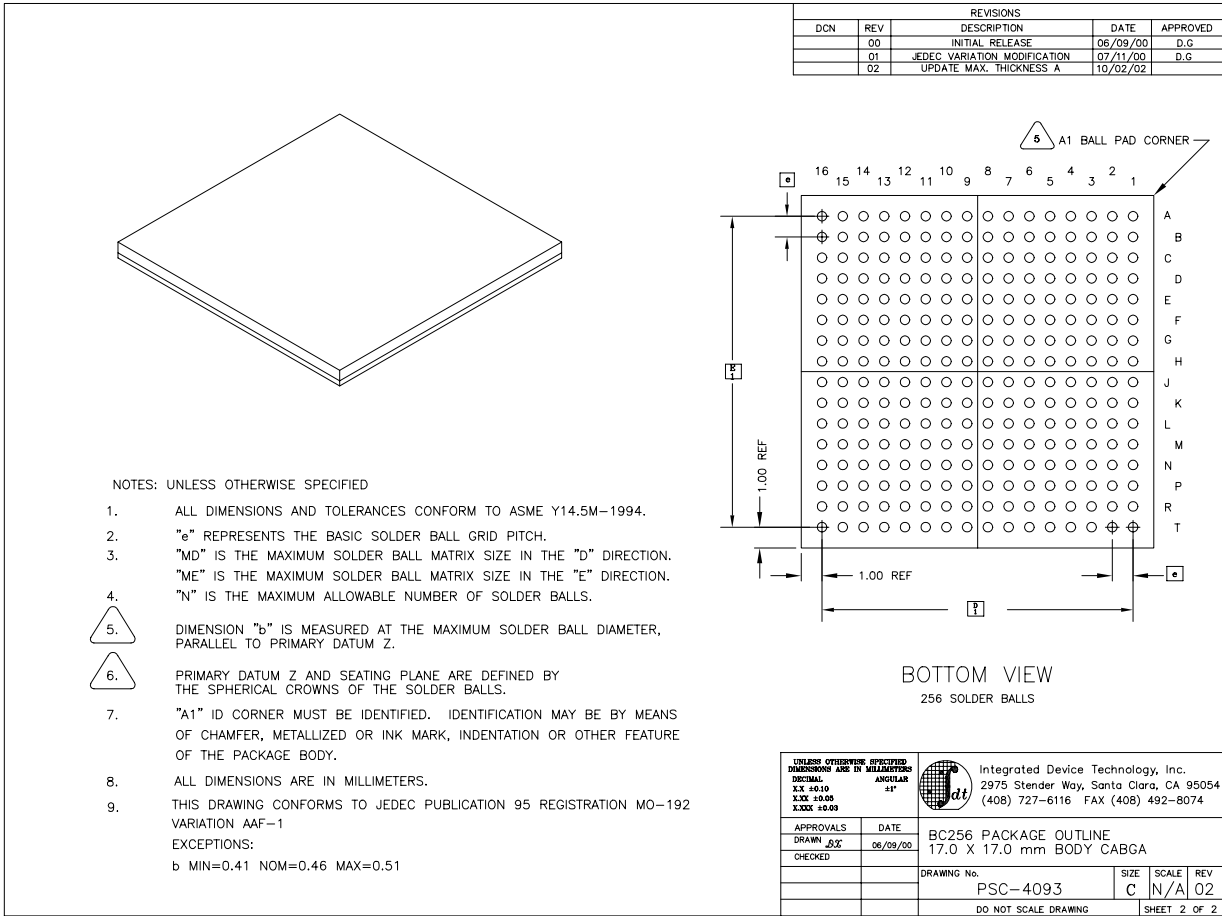 REVISIONS
DCN REV DESCRIPTION DATE APPROVED
00 INITIAL RELEASE 06/09/00 D.G
01 JEDEC VARIATION MODIFICATION 07/11/00 D.G
02 UPDATE MAX. THICKNESS A 10/02/02
5 A1 BALL PAD CORNER
16 15 14 13 12 11 10 9 8 7 6 5 4 3 2 1
e
A
B
C
D
E
F
G
H
J
K
L
M
N
P
R
T
E1
1.00 REF
1.00 REF
e
D1
BOTTOM VIEW
256 SOLDER BALLS
NOTES: UNLESS OTHERWISE SPECIFIED
1. ALL DIMENSIONS AND TOLERANCES CONFORM TO ASME Y14.5M-1994.
2. "e" REPRESENTS THE BASIC SOLDER BALL GRID PITCH.
3. "MD" IS THE MAXIMUM SOLDER BALL MATRIX SIZE IN THE "D" DIRECTION.
"ME" IS THE MAXIMUM SOLDER BALL MATRIX SIZE IN THE "E" DIRECTION.
4. "N" IS THE MAXIMUM ALLOWABLE NUMBER OF SOLDER BALLS.
5. DIMENSION "b" IS MEASURED AT THE MAXIMUM SOLDER BALL DIAMETER,
PARALLEL TO PRIMARY DATUM Z.
6. PRIMARY DATUM Z AND SEATING PLANE ARE DEFINED BY
THE SPHERICAL CROWNS OF THE SOLDER BALLS.
7. "A1" ID CORNER MUST BE IDENTIFIED. IDENTIFICATION MAY BE BY MEANS
OF CHAMFER, METALLIZED OR INK MARK, INDENTATION OR OTHER FEATURE
OF THE PACKAGE BODY.
8. ALL DIMENSIONS ARE IN MILLIMETERS.
9. THIS DRAWING CONFORMS TO JEDEC PUBLICATION 95 REGISTRATION MO-192
VARIATION AAF-1
EXCEPTIONS:
b MIN=0.41 NOM=0.46 MAX=0.51
UNLESS OTHERWISE SPECIFIED
DIMENSIONS ARE IN MILLIMETERS
DECIMAL ANGULAR
X.X ±0.10 ±1°
X.XX ±0.05
X.XXX ±0.03
idt
Integrated Device Technology, Inc.
2975 Stender Way, Santa Clara, CA 95054
(408) 727-6116 FAX (408) 492-8074
APPROVALS DATE
DRAWN 06/09/00
CHECKED
BC256 PACKAGE OUTLINE
17.0 X 17.0 mm BODY CABGA
DRAWING No. SIZE SCALE REV
PSC-4093 C N/A 02
DO NOT SCALE DRAWING SHEET 2 OF 2